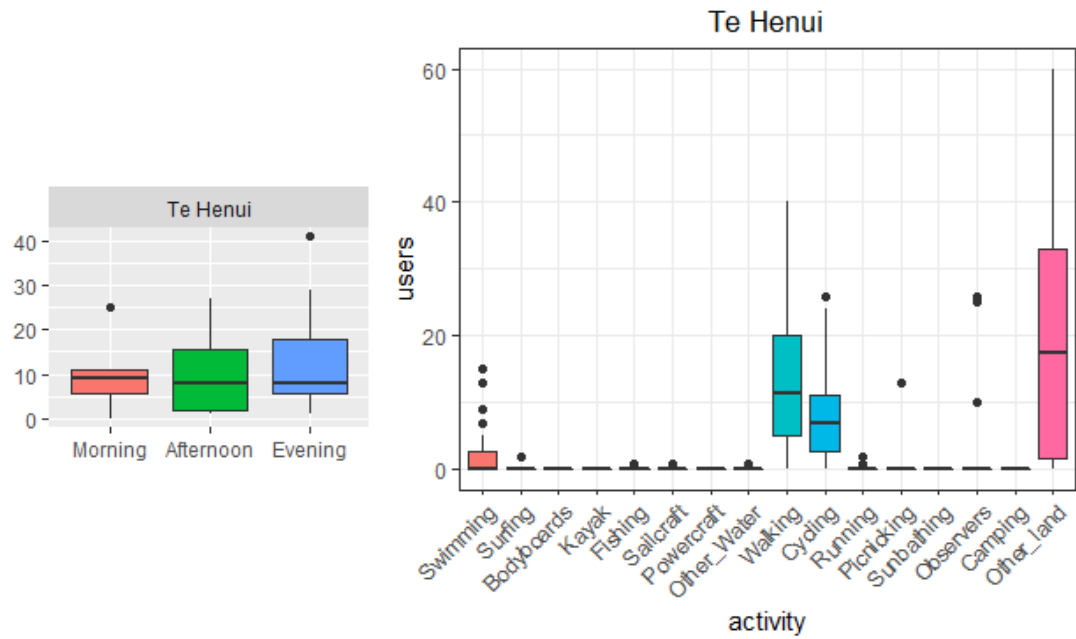 Te Henui
40
30
20
10
0
Morning Afternoon Evening
Te Henui
users
60
40
20
0
Swimming
Surfing
Bodyboards
Kayak
Fishing
Sailcraft
Powercraft
Other_Water
Walking
Cycling
Running
Picnicking
Sunbathing
Observers
Camping
Other_land
activity